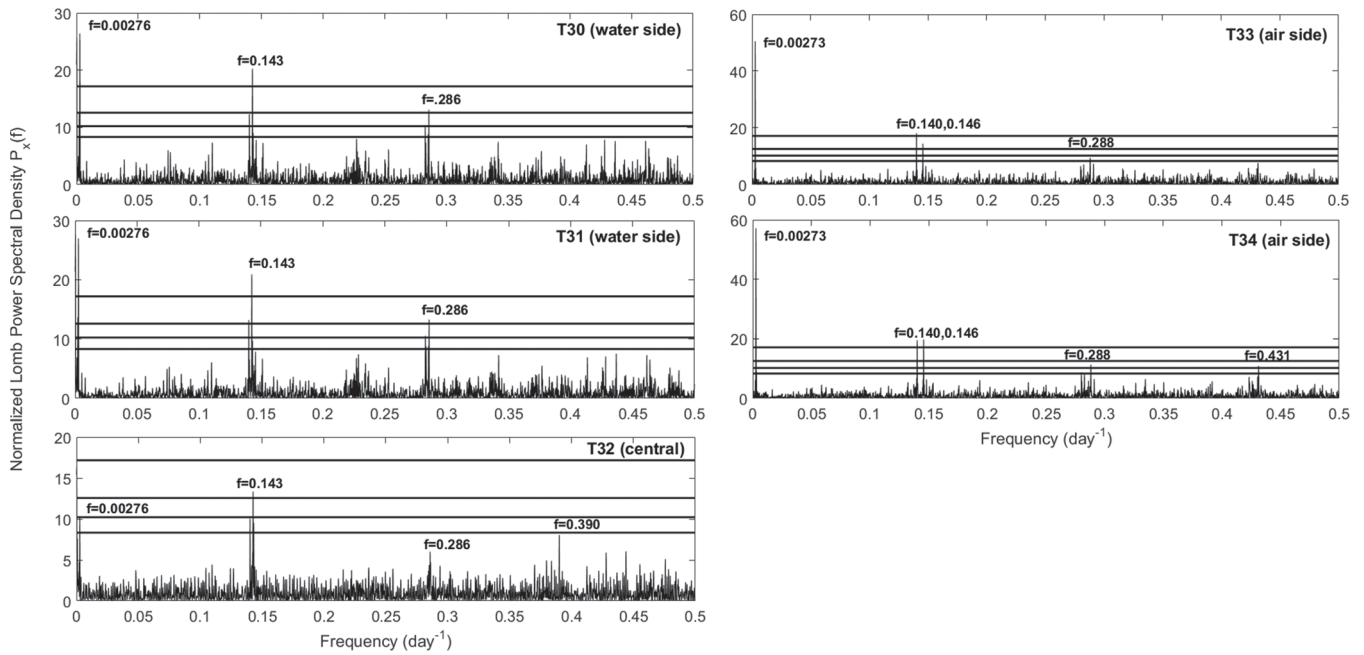 Normalized Lomb Power Spectral Density Px(f)
30
20
10
0
f=0.00276
f=0.143
f=.286
T30 (water side)
0 0.05 0.1 0.15 0.2 0.25 0.3 0.35 0.4 0.45 0.5
30
20
10
0
f=0.00276
f=0.143
f=0.286
T31 (water side)
0 0.05 0.1 0.15 0.2 0.25 0.3 0.35 0.4 0.45 0.5
20
15
10
5
0
f=0.00276
f=0.143
f=0.286
f=0.390
T32 (central)
0 0.05 0.1 0.15 0.2 0.25 0.3 0.35 0.4 0.45 0.5
Frequency (day-1)
60
40
20
0
f=0.00273
f=0.140,0.146
f=0.288
T33 (air side)
0 0.05 0.1 0.15 0.2 0.25 0.3 0.35 0.4 0.45 0.5
60
40
20
0
f=0.00273
f=0.140,0.146
f=0.288
f=0.431
T34 (air side)
0 0.05 0.1 0.15 0.2 0.25 0.3 0.35 0.4 0.45 0.5
Frequency (day-1)